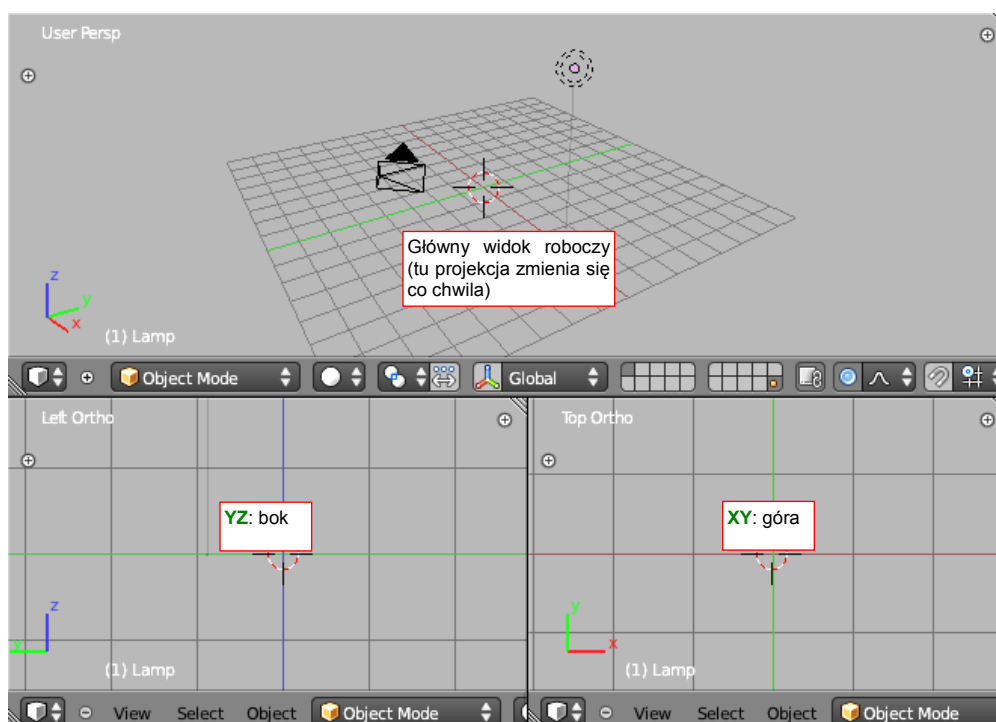 User Persp
Główny widok roboczy
(tu projekcja zmienia się
co chwila)
z
y
x
(1) Lamp
Object Mode
Global
Left Ortho
YZ: bok
z
y
(1) Lamp
View Select Object Object Mode
Top Ortho
XY: góra
y
x
(1) Lamp
View Select Object Object Mode